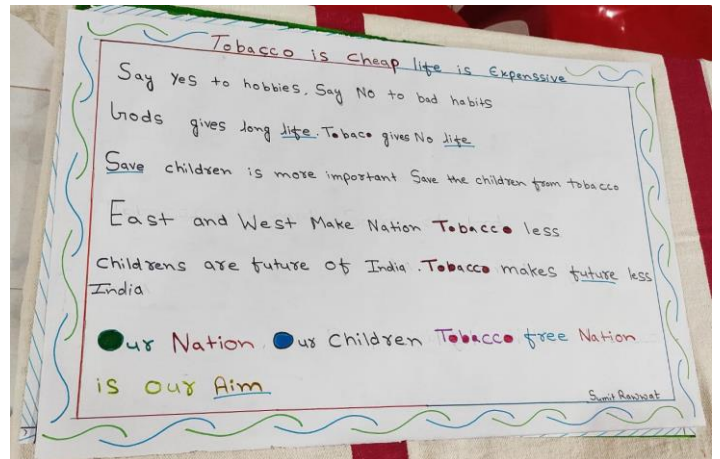 Tobacco is cheap life is Expenssive
Say yes to hobbies. Say No to bad habits
Gods gives long life. Tobaco gives No life
Save children is more important Save the children from tobacco
East and West Make Nation Tobacco less
Childrens are future of India. Tobacco makes future less
India
Our Nation Our children Tobacco free Nation
is our Aim
Sumit Rawwat